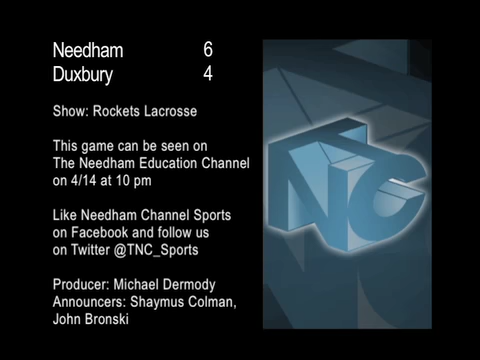 Needham 6
Duxbury 4
Show: Rockets Lacrosse
This game can be seen on
The Needham Education Channel
on 4/14 at 10 pm
Like Needham Channel Sports
on Facebook and follow us
on Twitter @TNC_Sports
Producer: Michael Dermody
Announcers: Shaymus Colman,
John Bronski
TNC